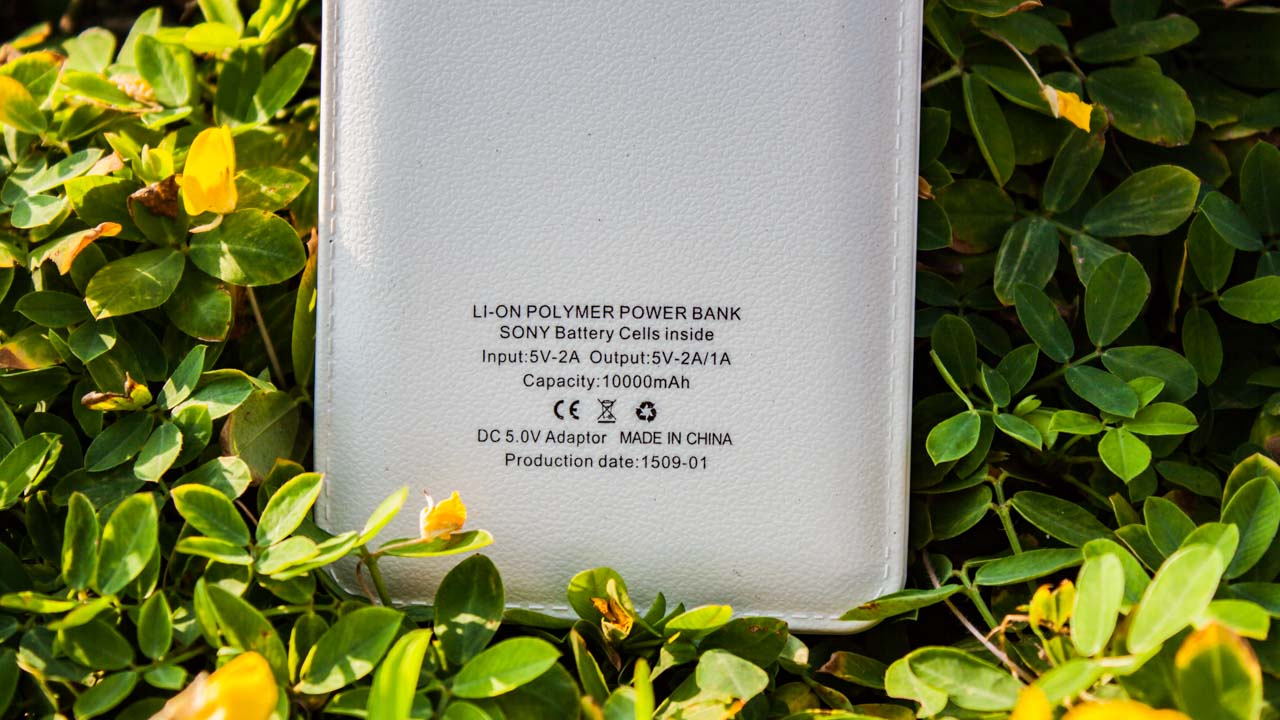 LI-ON POLYMER POWER BANK
SONY Battery Cells inside
Input:5V-2A Output:5V-2A/1A
Capacity:10000mAh
CE
DC 5.0V Adaptor MADE IN CHINA
Production date:1509-01